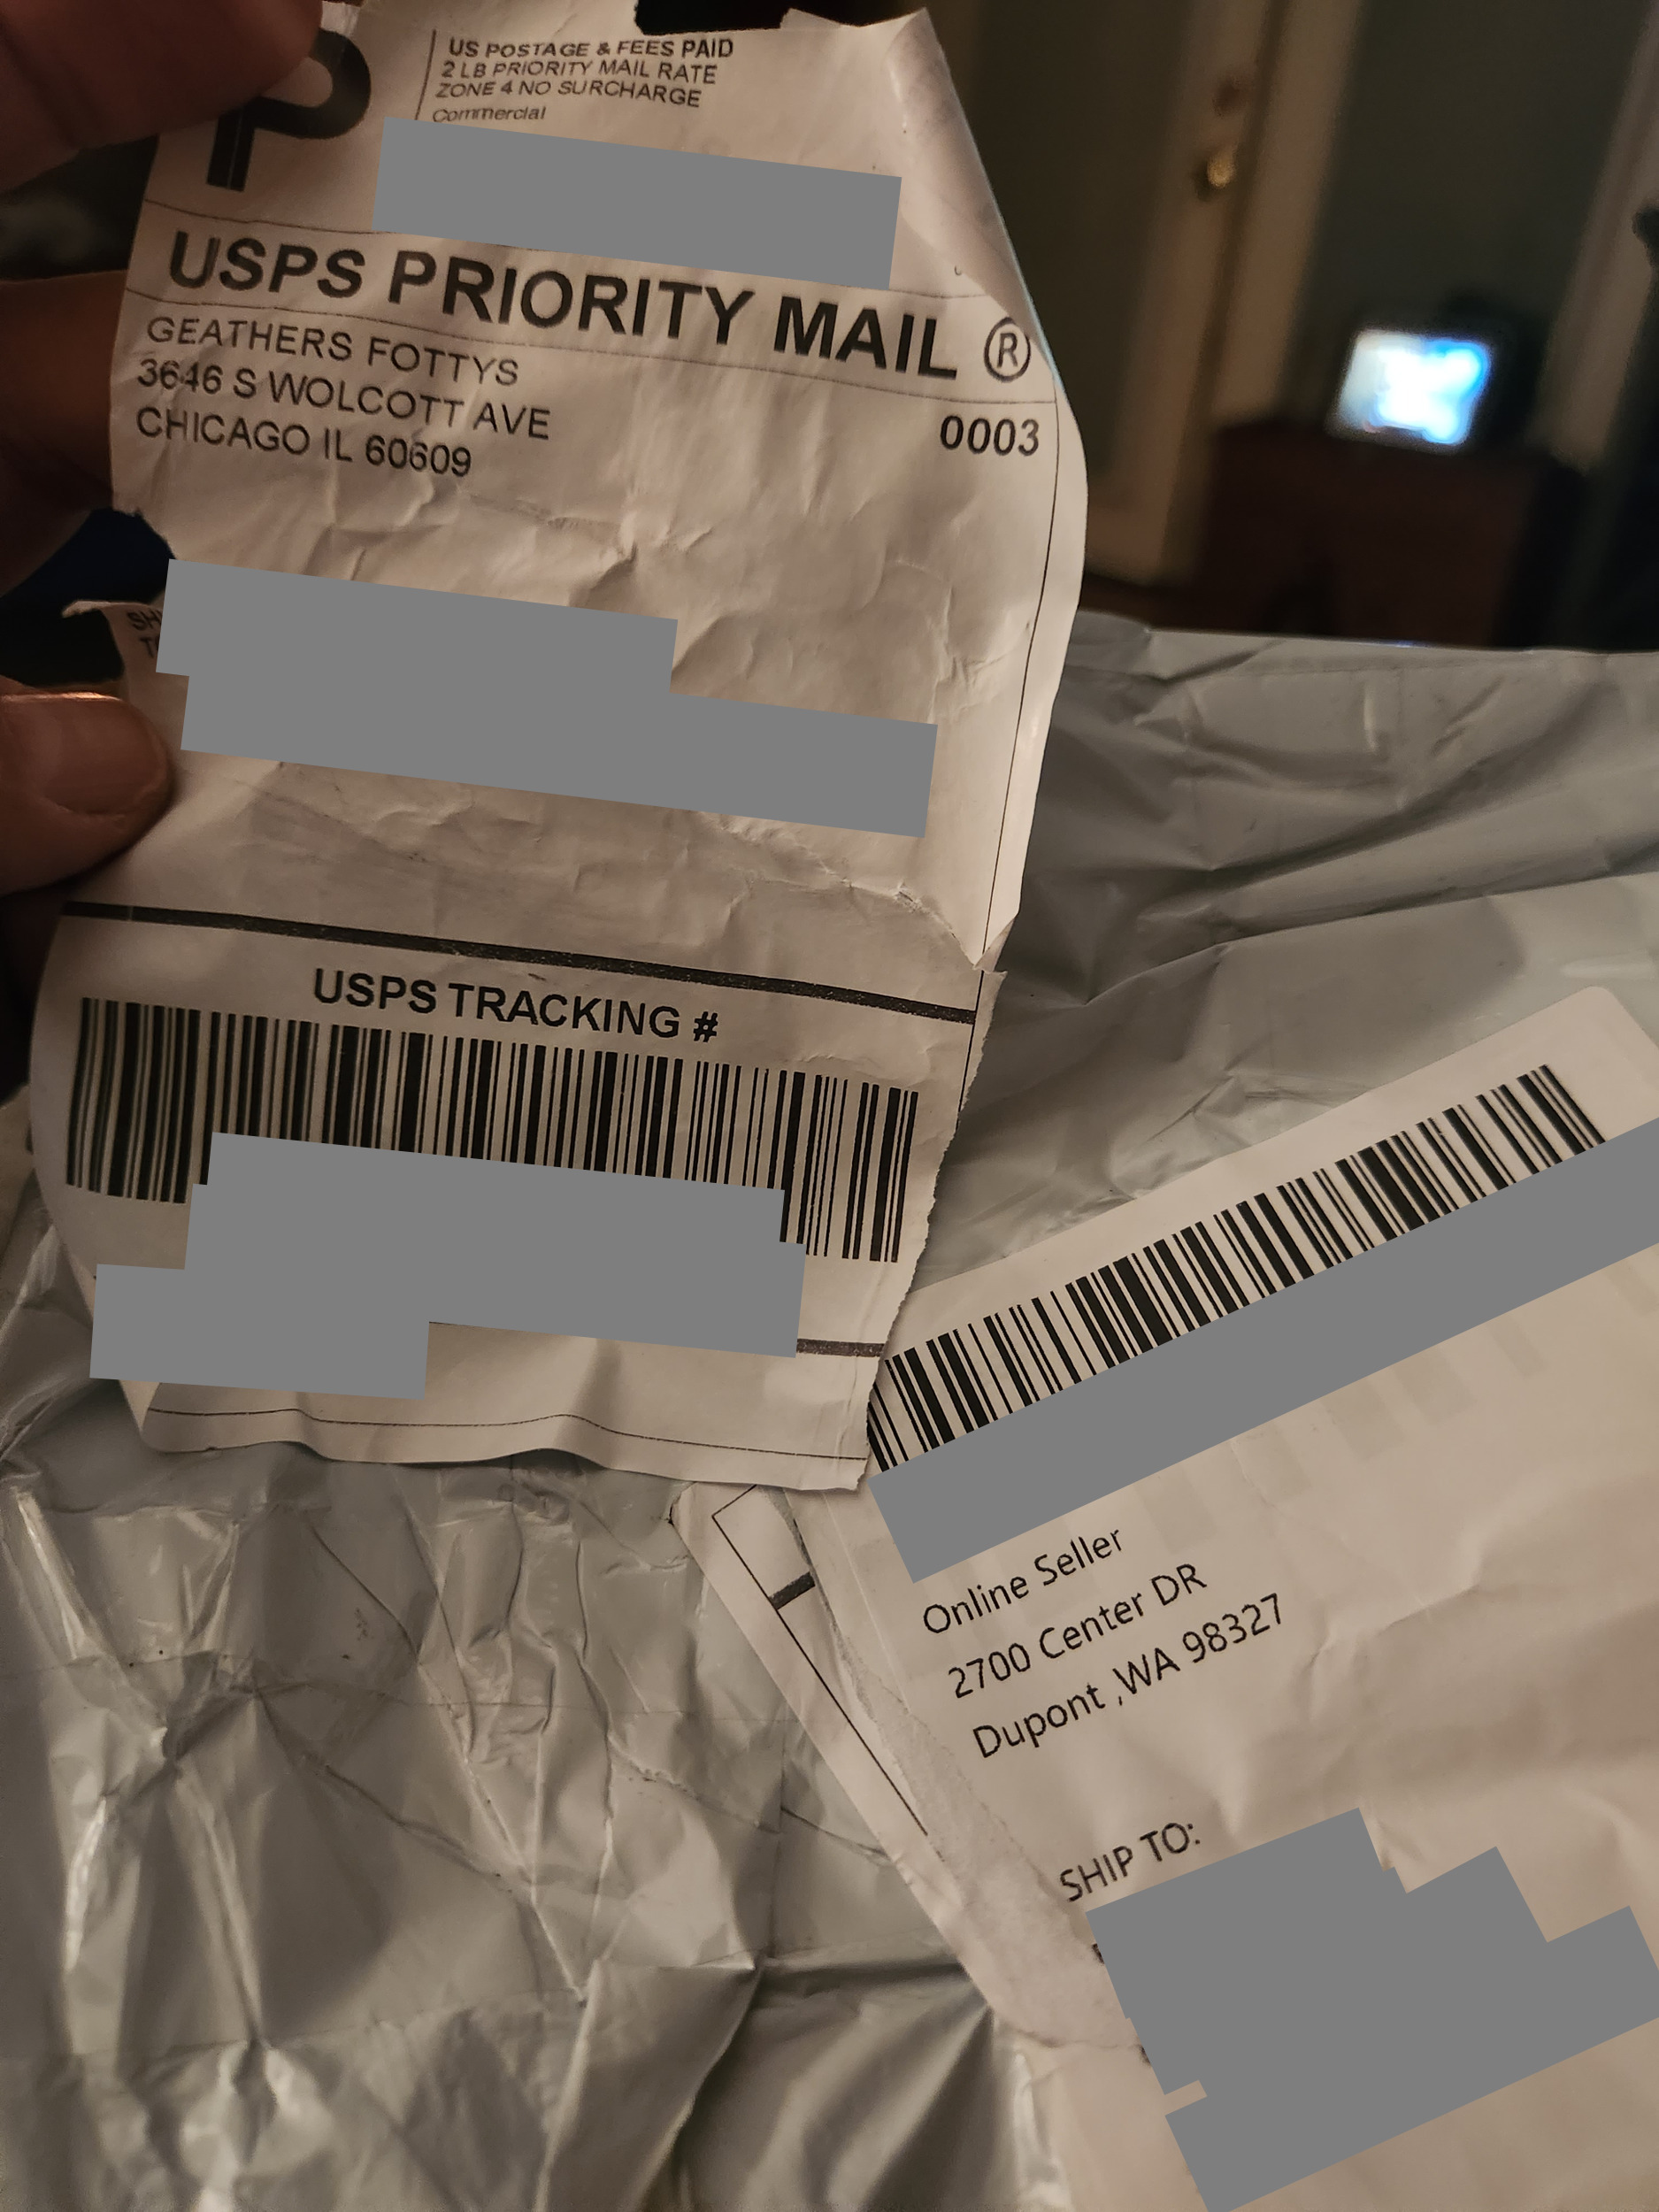 P
US POSTAGE & FEES PAID
2 LB PRIORITY MAIL RATE
ZONE 4 NO SURCHARGE
Commercial
USPS PRIORITY MAIL ®
GEATHERS FOTTYS
3646 S WOLCOTT AVE
CHICAGO IL 60609
0003
USPS TRACKING #
Online Seller
2700 Center DR
Dupont ,WA 98327
SHIP TO: